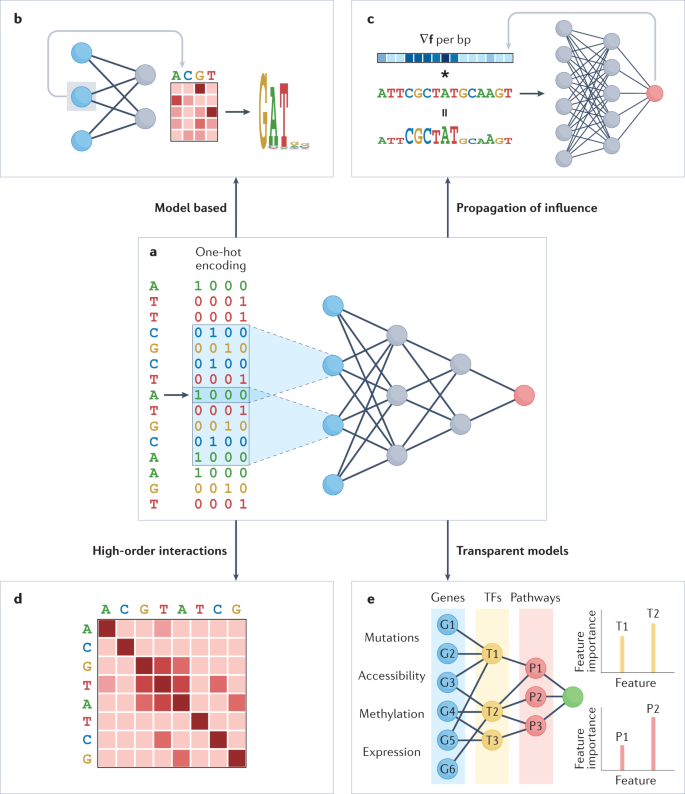 b
A C G T
GAT
c
∇f per bp
*
ATTCGCTATGCAAGT
=
ATTCGCTATGCAAGT
Model based
Propagation of influence
a
One-hot
encoding
A 1 0 0 0
T 0 0 0 1
T 0 0 0 1
C 0 1 0 0
G 0 0 1 0
C 0 1 0 0
T 0 0 0 1
A 1 0 0 0
T 0 0 0 1
G 0 0 1 0
C 0 1 0 0
A 1 0 0 0
A 1 0 0 0
G 0 0 1 0
T 0 0 0 1
High-order interactions
Transparent models
d
A C G T A T C G
A
C
G
T
A
T
C
G
e
Genes TFs Pathways
Mutations
Accessibility
Methylation
Expression
G1
G2
G3
G4
G5
G6
T1
T2
T3
P1
P2
P3
Feature
importance
T1
T2
Feature
Feature
importance
P1
P2
Feature